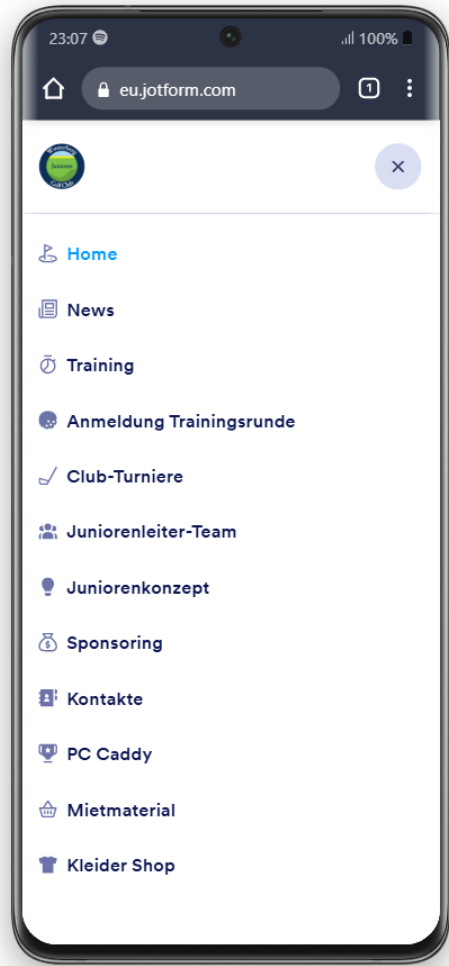 23:07
100%
eu.jotform.com
1
Home
News
Training
Anmeldung Trainingsrunde
Club-Turniere
Juniorenleiter-Team
Juniorenkonzept
Sponsoring
Kontakte
PC Caddy
Mietmaterial
Kleider Shop